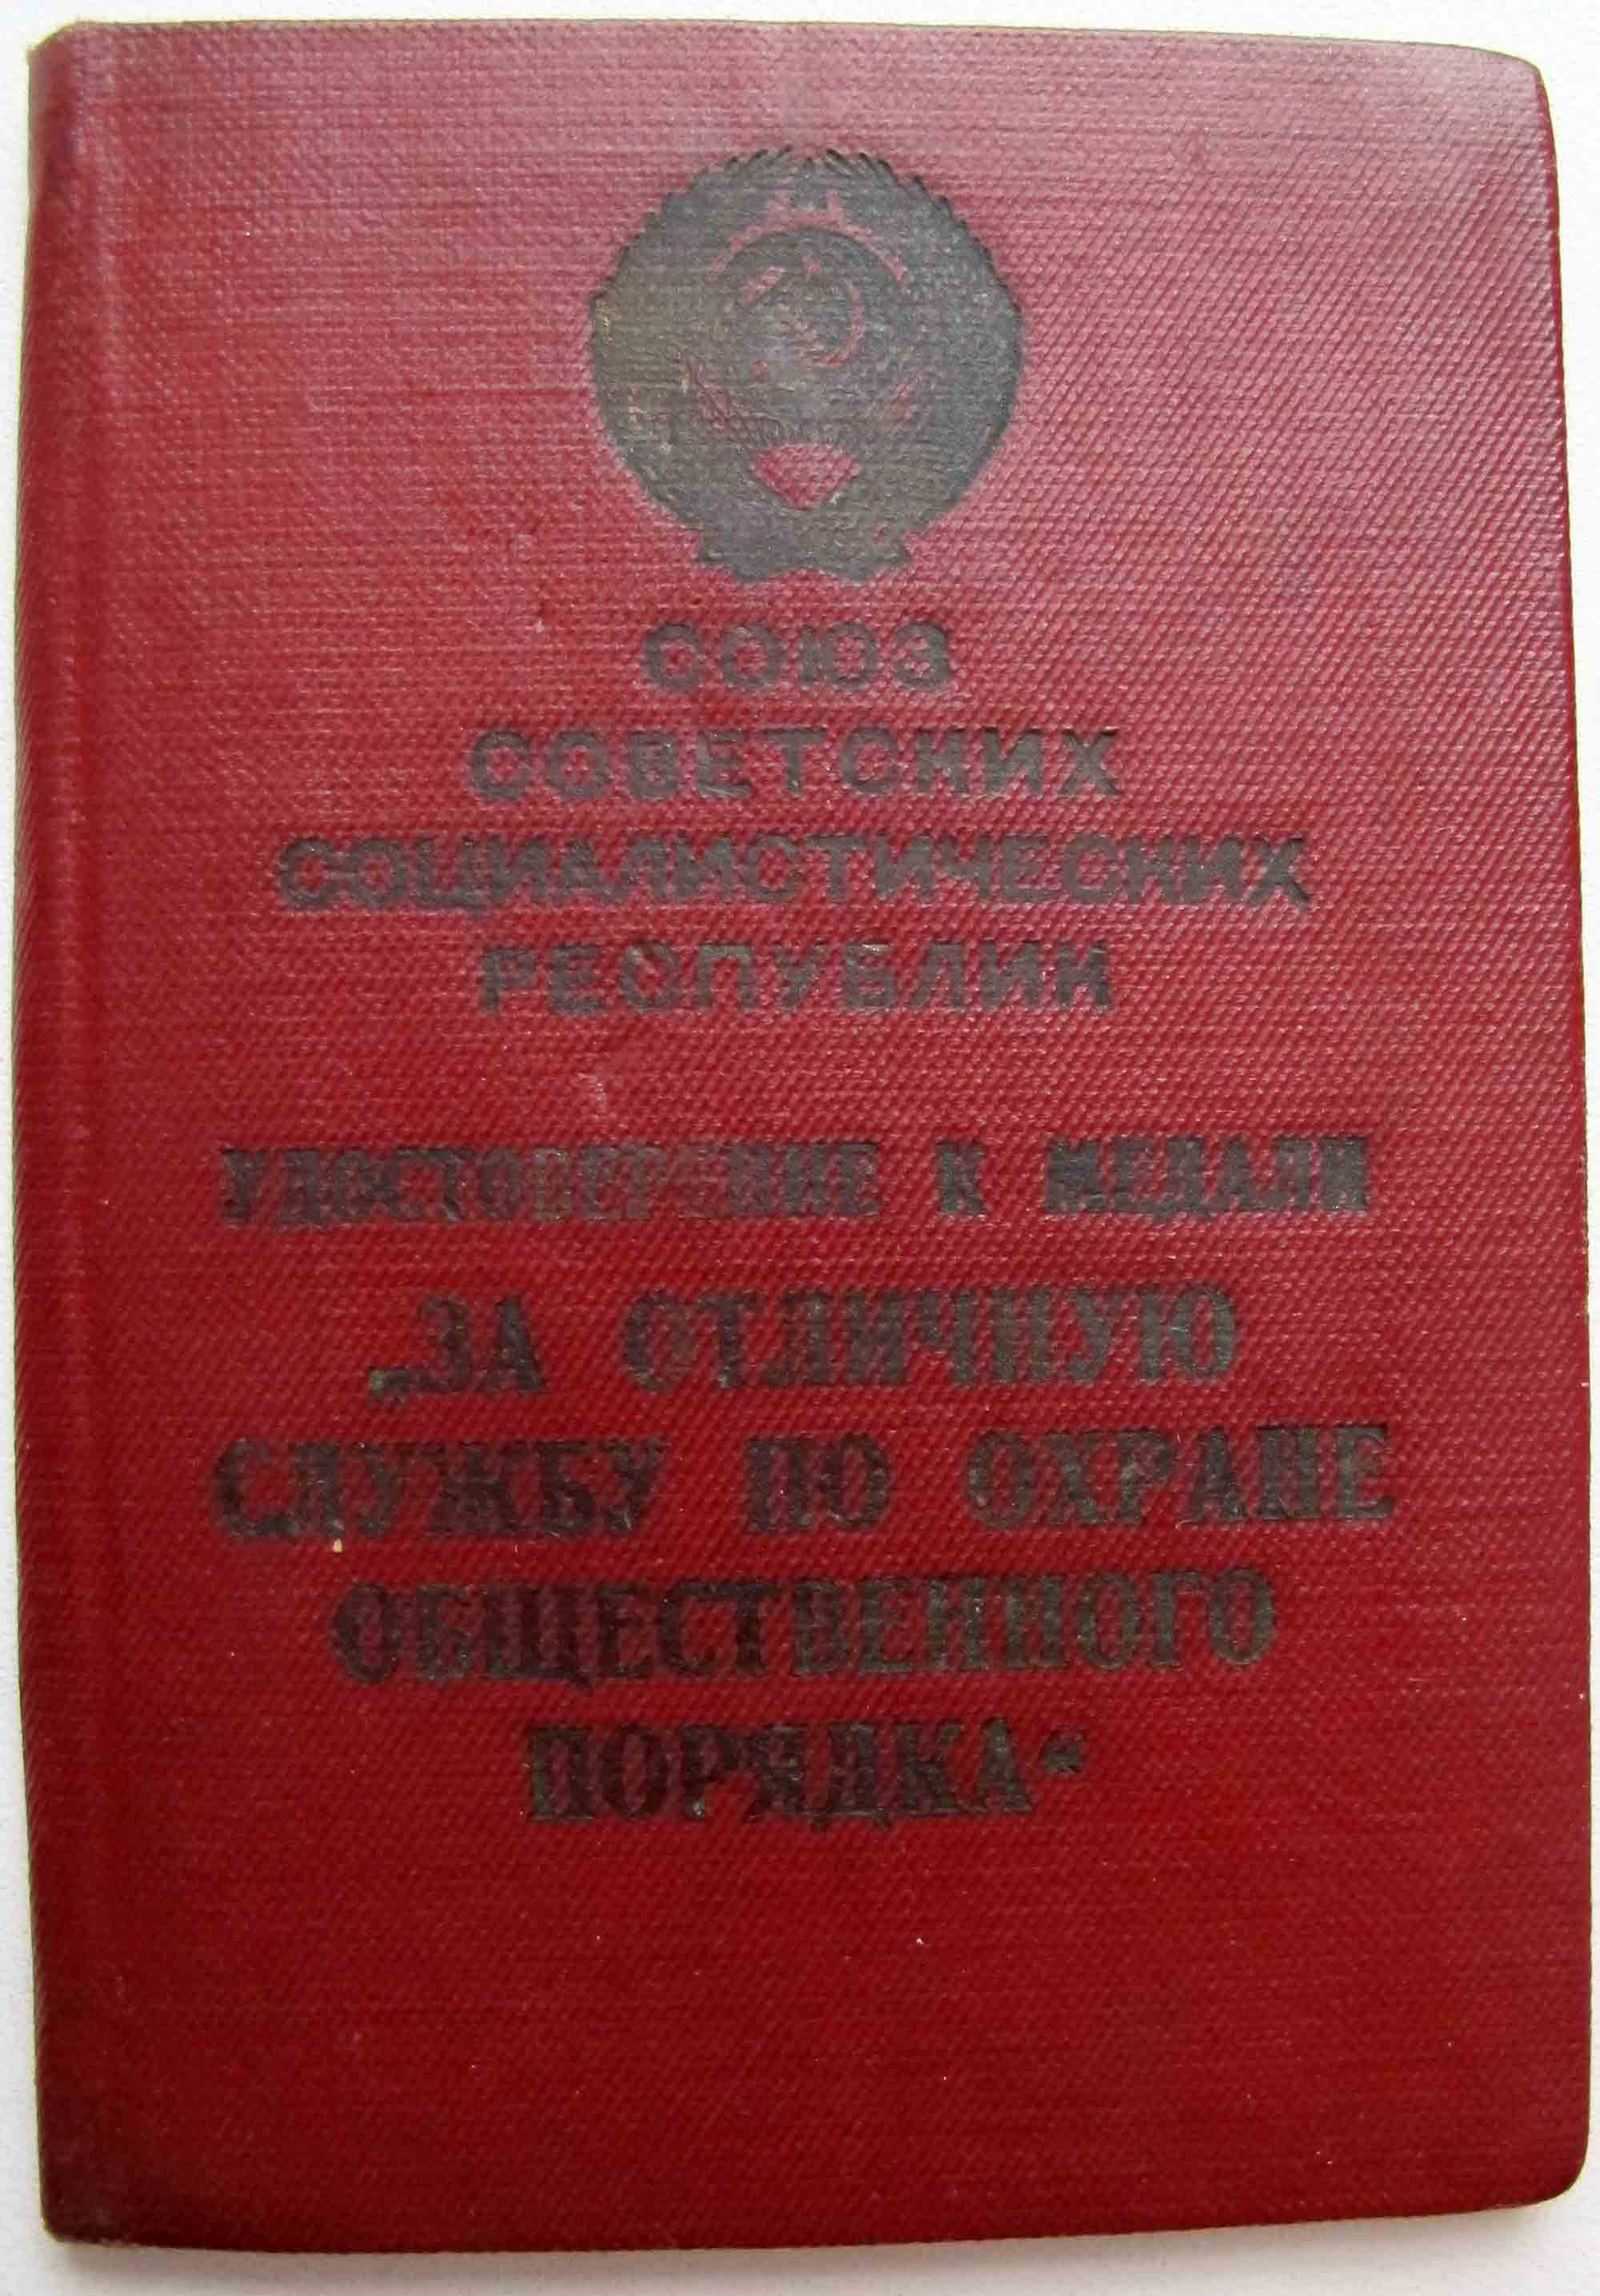 СОЮЗ
СОВЕТСКИХ
СОЦИАЛИСТИЧЕСКИХ
РЕСПУБЛИК
УДОСТОВЕРЕНИЕ К МЕДАЛИ
„ЗА ОТЛИЧНУЮ
СЛУЖБУ ПО ОХРАНЕ
ОБЩЕСТВЕННОГО
ПОРЯДКА“